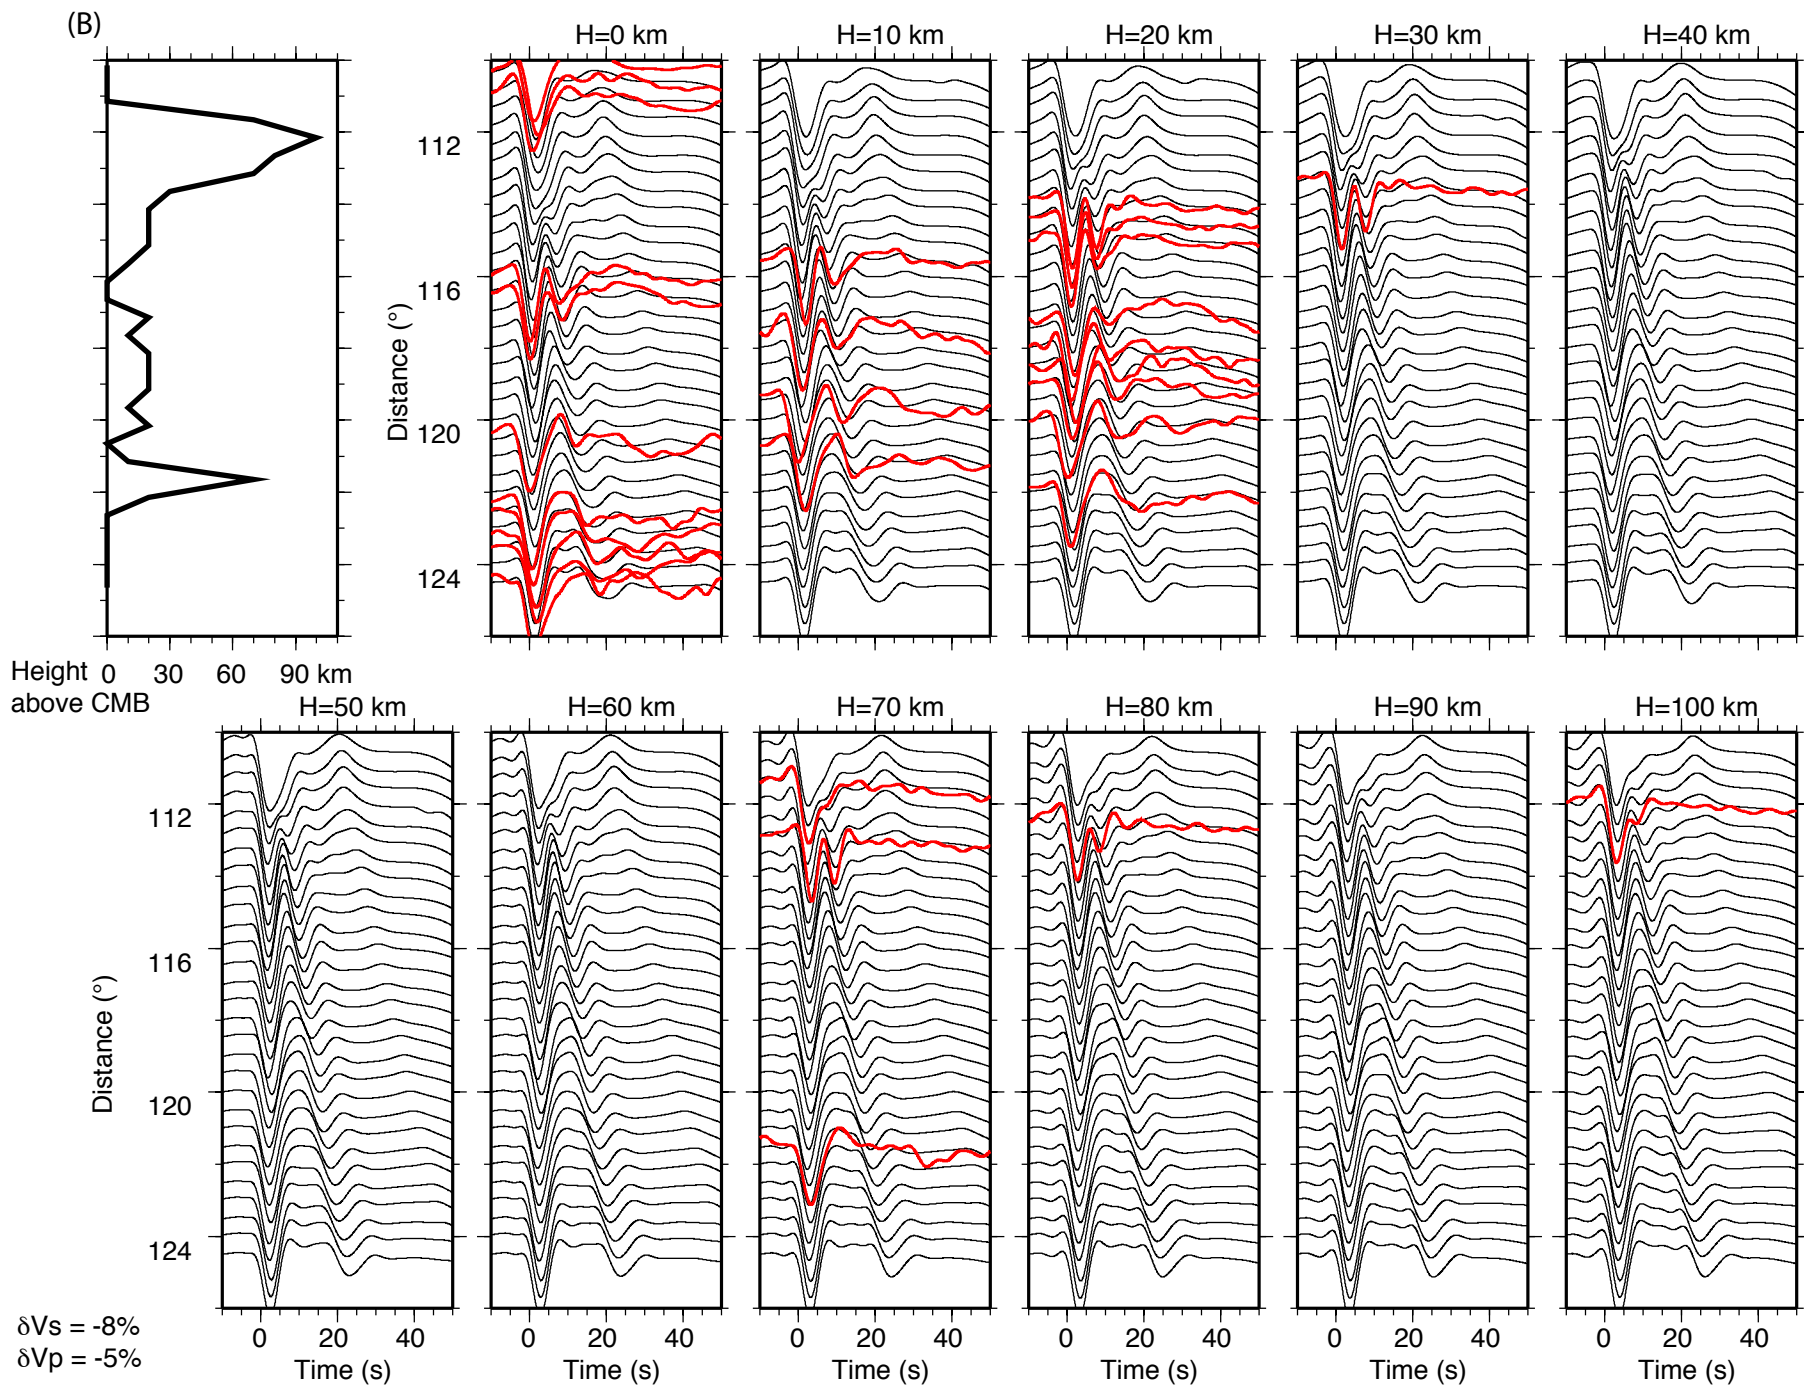 (B)
H=0 km
H=10 km
H=20 km
H=30 km
H=40 km
112
116
120
124
Distance (°)
Height 0 30 60 90 km
above CMB
H=50 km
H=60 km
H=70 km
H=80 km
H=90 km
H=100 km
112
116
120
124
Distance (°)
0 20 40
0 20 40
0 20 40
0 20 40
0 20 40
0 20 40
Time (s)
Time (s)
Time (s)
Time (s)
Time (s)
Time (s)
δVs = -8%
δVp = -5%